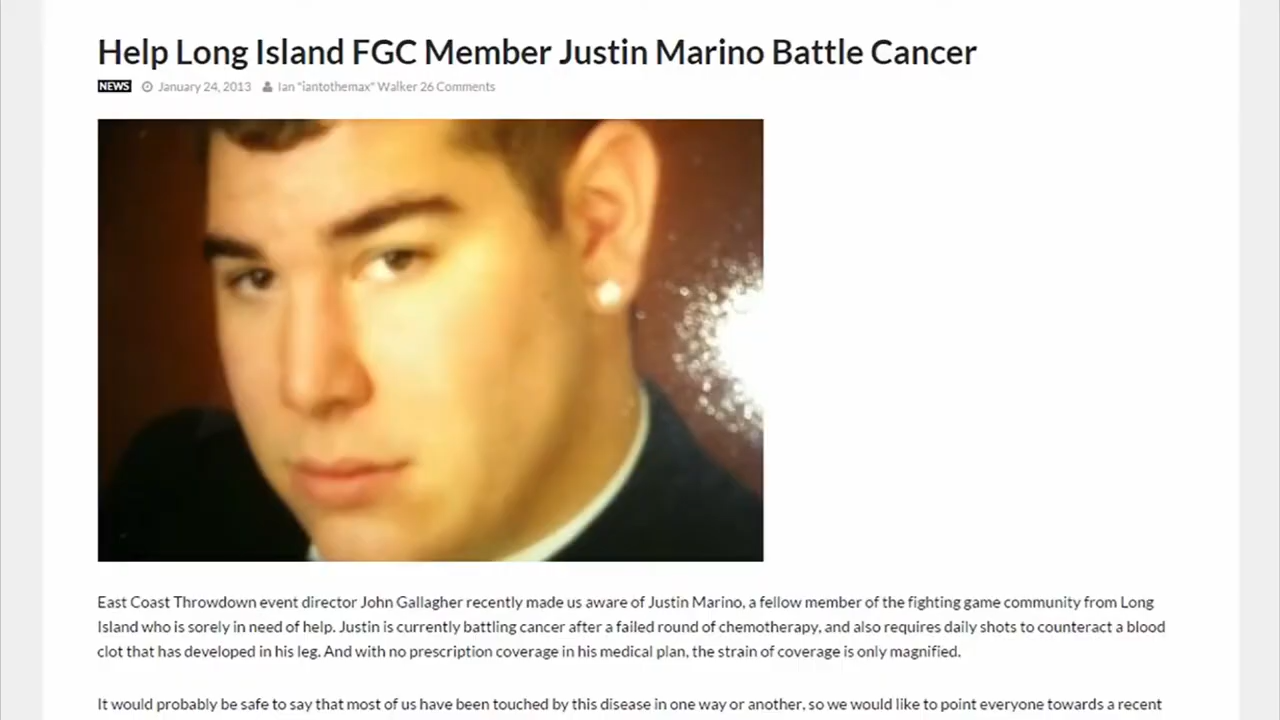 Help Long Island FGC Member Justin Marino Battle Cancer
NEWS January 24, 2013 Ian "iantothemax" Walker 26 Comments
East Coast Throwdown event director John Gallagher recently made us aware of Justin Marino, a fellow member of the fighting game community from Long
Island who is sorely in need of help. Justin is currently battling cancer after a failed round of chemotherapy, and also requires daily shots to counteract a blood
clot that has developed in his leg. And with no prescription coverage in his medical plan, the strain of coverage is only magnified.
It would probably be safe to say that most of us have been touched by this disease in one way or another, so we would like to point everyone towards a recent